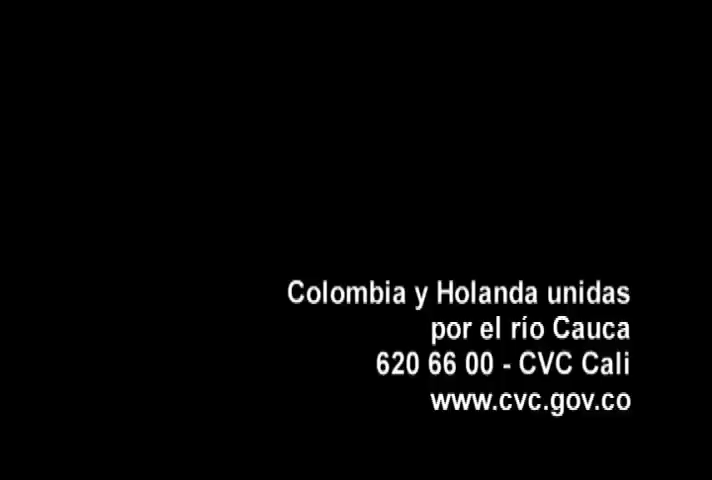 Colombia y Holanda unidas
por el río Cauca
620 66 00 - CVC Cali
www.cvc.gov.co